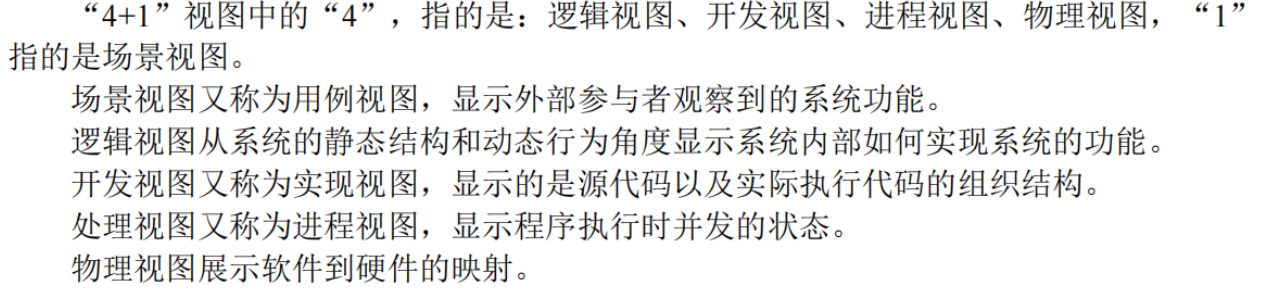 “4+1”视图中的“4”，指的是：逻辑视图、开发视图、进程视图、物理视图，“1”
指的是场景视图。
场景视图又称为用例视图，显示外部参与者观察到的系统功能。
逻辑视图从系统的静态结构和动态行为角度显示系统内部如何实现系统的功能。
开发视图又称为实现视图，显示的是源代码以及实际执行代码的组织结构。
处理视图又称为进程视图，显示程序执行时并发的状态。
物理视图展示软件到硬件的映射。